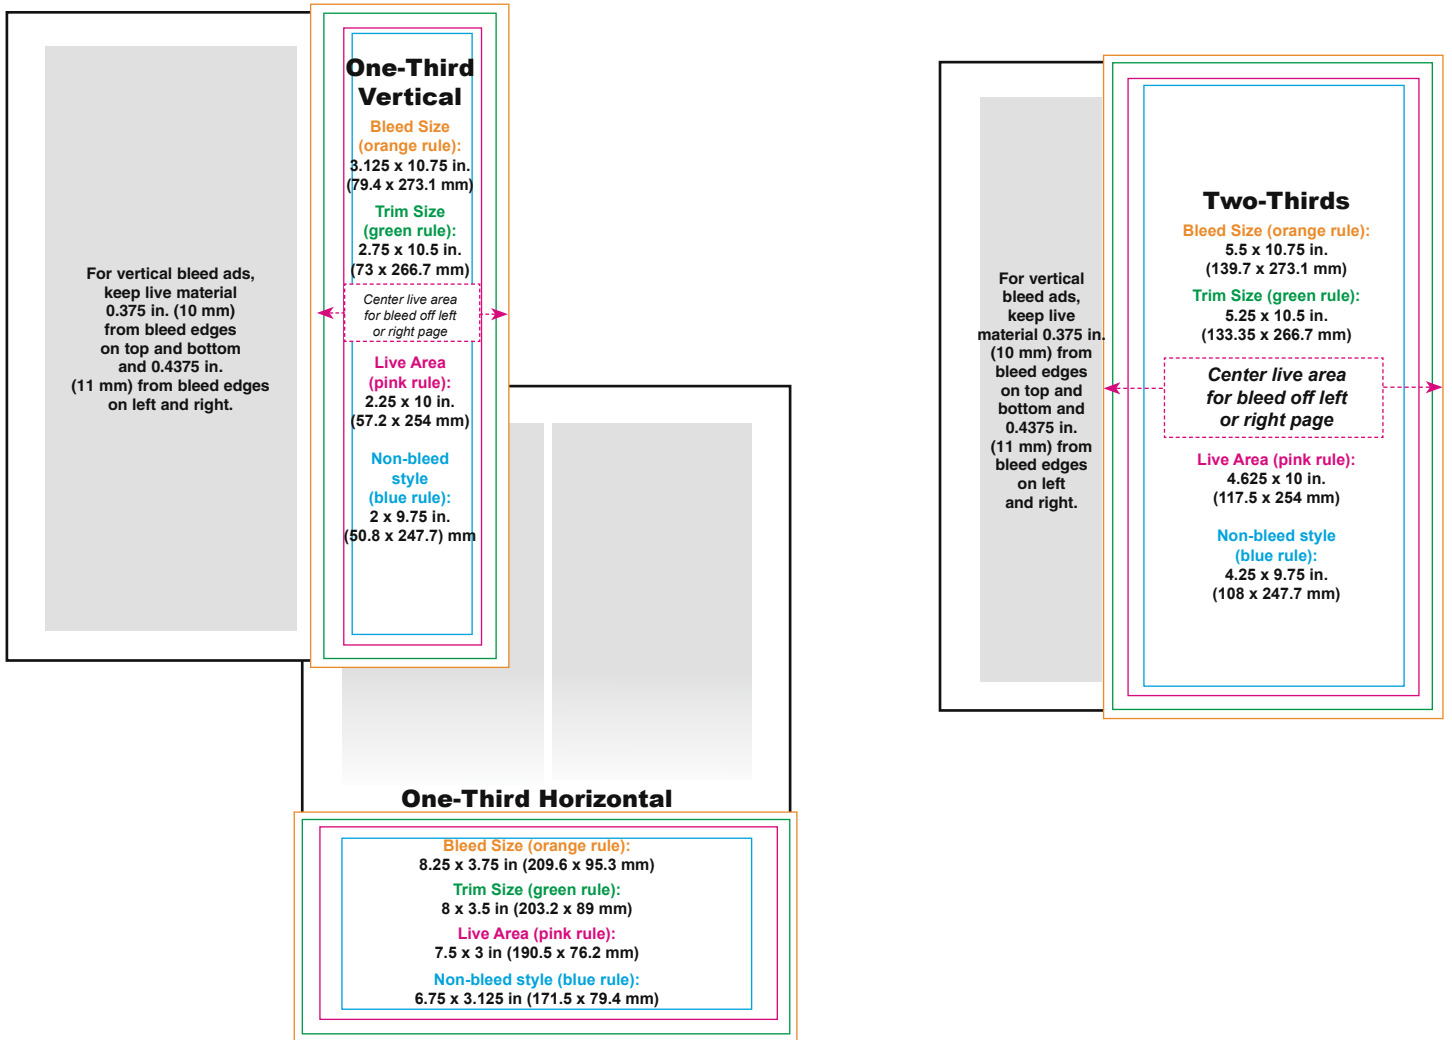 For vertical bleed ads,
keep live material
0.375 in. (10 mm)
from bleed edges
on top and bottom
and 0.4375 in.
(11 mm) from bleed edges
on left and right.
One-Third
Vertical
Bleed Size
(orange rule):
3.125 x 10.75 in.
(79.4 x 273.1 mm)
Trim Size
(green rule):
2.75 x 10.5 in.
(73 x 266.7 mm)
Center live area
for bleed off left
or right page
Live Area
(pink rule):
2.25 x 10 in.
(57.2 x 254 mm)
Non-bleed
style
(blue rule):
2 x 9.75 in.
(50.8 x 247.7) mm
One-Third Horizontal
Bleed Size (orange rule):
8.25 x 3.75 in (209.6 x 95.3 mm)
Trim Size (green rule):
8 x 3.5 in (203.2 x 89 mm)
Live Area (pink rule):
7.5 x 3 in (190.5 x 76.2 mm)
Non-bleed style (blue rule):
6.75 x 3.125 in (171.5 x 79.4 mm)
For vertical
bleed ads,
keep live
material 0.375 in.
(10 mm) from
bleed edges
on top and
bottom and
0.4375 in.
(11 mm) from
bleed edges
on left
and right.
Two-Thirds
Bleed Size (orange rule):
5.5 x 10.75 in.
(139.7 x 273.1 mm)
Trim Size (green rule):
5.25 x 10.5 in.
(133.35 x 266.7 mm)
Center live area
for bleed off left
or right page
Live Area (pink rule):
4.625 x 10 in.
(117.5 x 254 mm)
Non-bleed style
(blue rule):
4.25 x 9.75 in.
(108 x 247.7 mm)